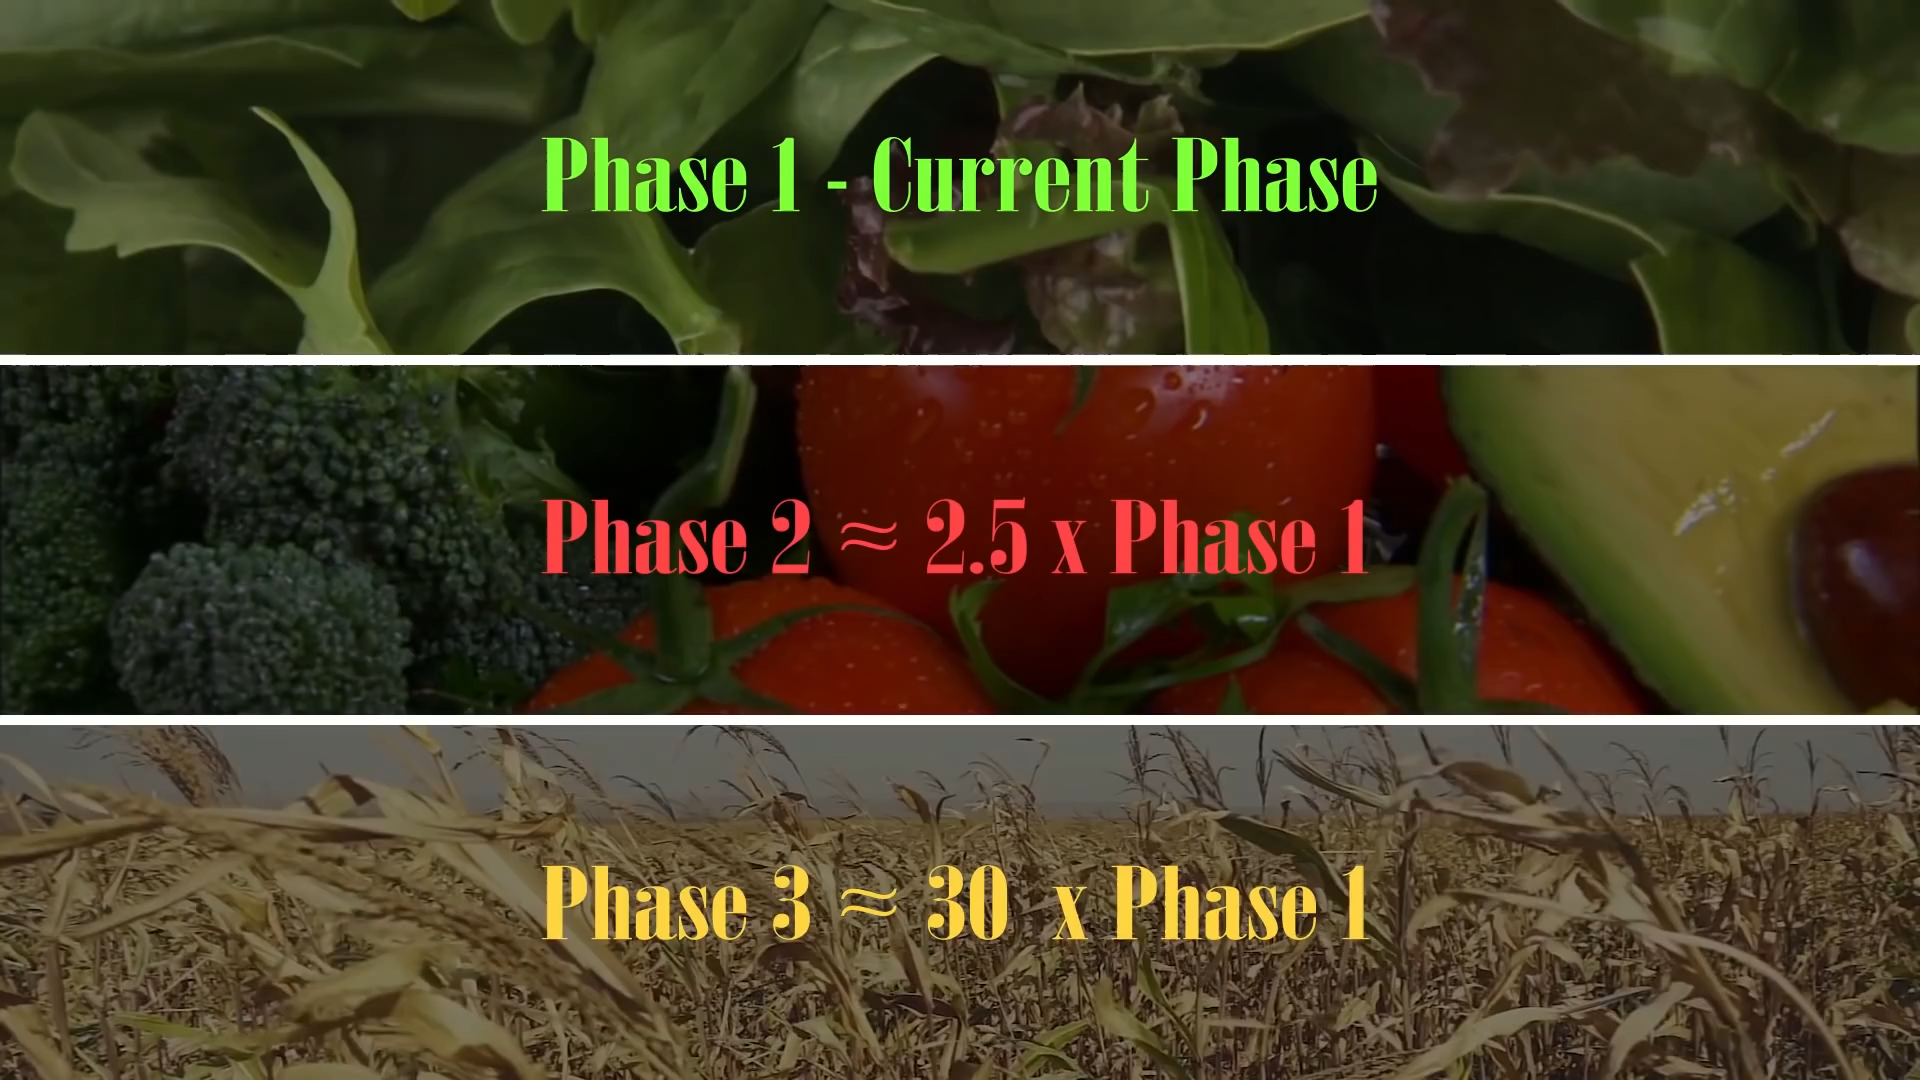 Phase 1 - Current Phase
Phase 2 ≈ 2.5 x Phase 1
Phase 3 ≈ 30 x Phase 1